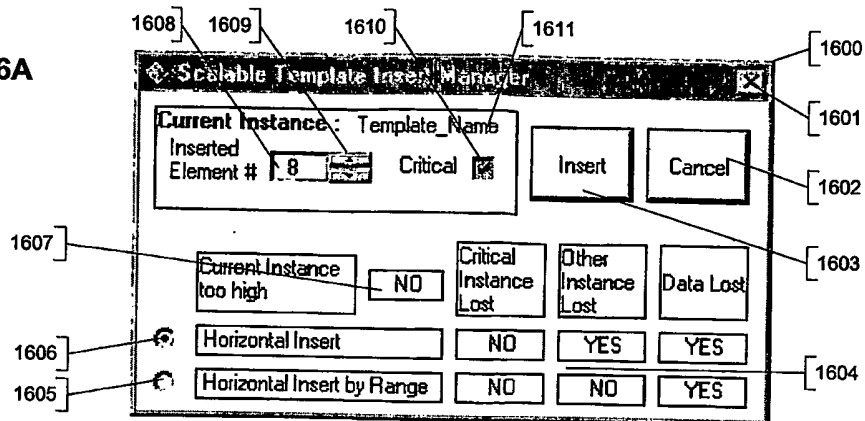 1608 1609 1610 1611
6A
1600
Scalable Template Insert Manager
1601
Current Instance : Template_Name
Inserted
Element # 8 Critical
Insert
Cancel
1602
1603
1607
Current Instance
too high
NO
Critical
Instance
Lost
Other
Instance
Lost
Data Lost
1606
Horizontal Insert NO YES YES
1604
1605
Horizontal Insert by Range NO NO YES